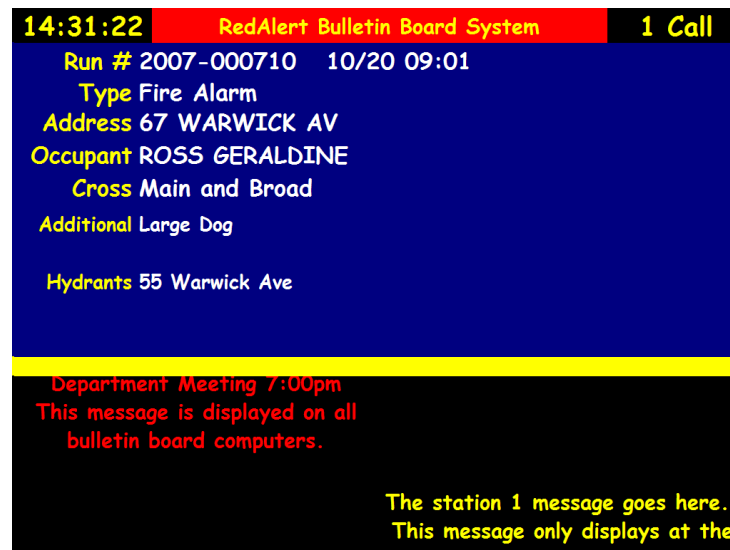 14:31:22 RedAlert Bulletin Board System 1 Call
Run # 2007-000710 10/20 09:01
Type Fire Alarm
Address 67 WARWICK AV
Occupant ROSS GERALDINE
Cross Main and Broad
Additional Large Dog
Hydrants 55 Warwick Ave
Department Meeting 7:00pm
This message is displayed on all
bulletin board computers.
The station 1 message goes here.
This message only displays at the